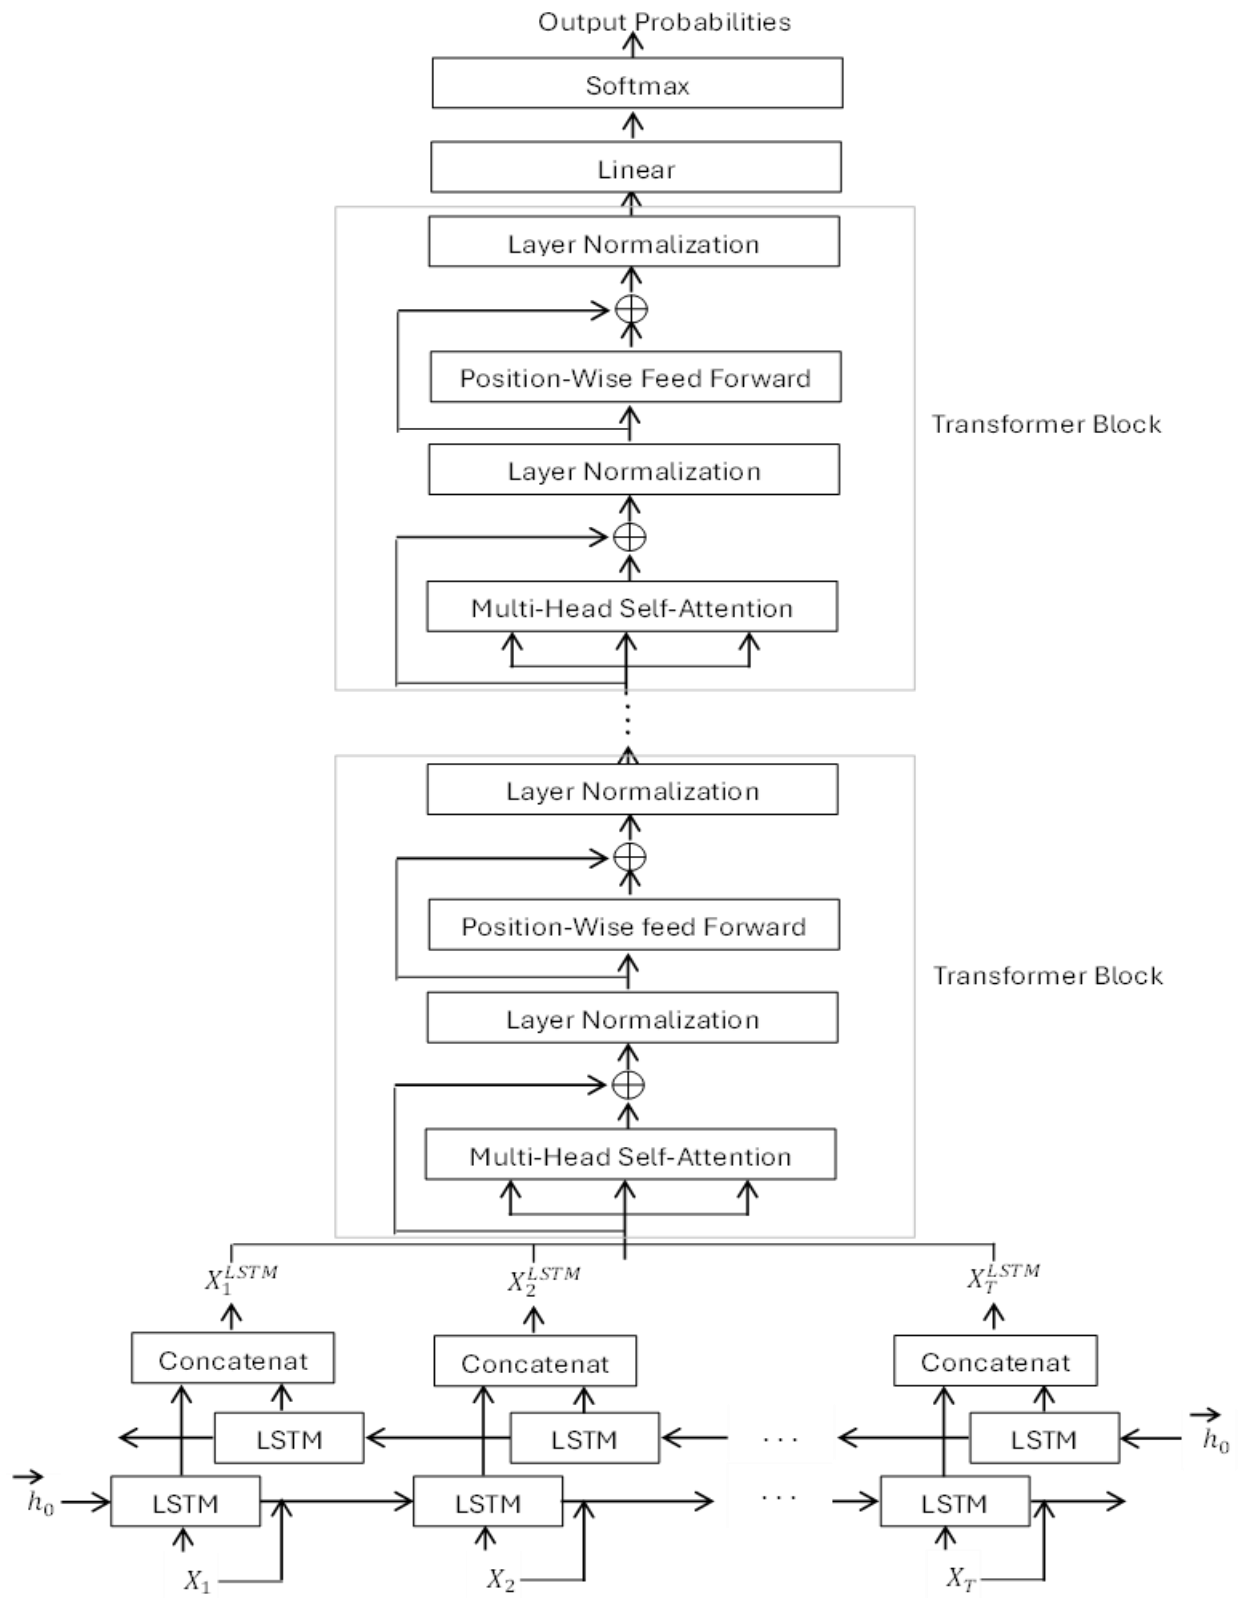 Output Probabilities
Softmax
Linear
Layer Normalization
Position-Wise Feed Forward
Transformer Block
Layer Normalization
Multi-Head Self-Attention
Layer Normalization
Position-Wise feed Forward
Transformer Block
Layer Normalization
Multi-Head Self-Attention
$X_1^{LSTM}$ $X_2^{LSTM}$ $X_T^{LSTM}$
Concatenat Concatenat Concatenat
LSTM LSTM ... LSTM $\overrightarrow{h_0}$
$\overrightarrow{h_0}$ LSTM LSTM ... LSTM
$X_1$ $X_2$ $X_T$